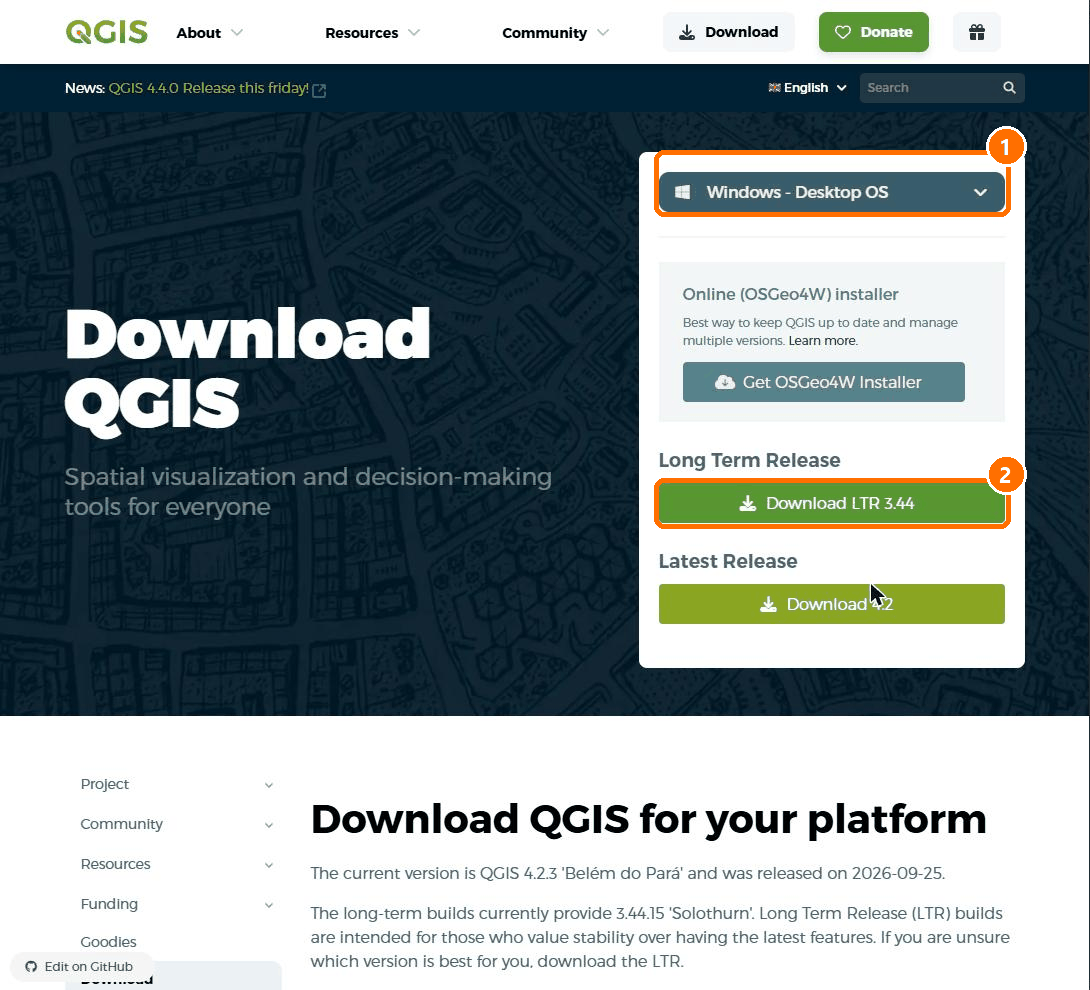 QGIS About Resources Community Download Donate
News: QGIS 4.4.0 Release this friday! English Search
1
Windows - Desktop OS
Online (OSGeo4W) installer
Best way to keep QGIS up to date and manage
multiple versions. Learn more.
Get OSGeo4W Installer
Download
QGIS
Spatial visualization and decision-making
tools for everyone
Long Term Release
2
Download LTR 3.44
Latest Release
Download 4.2
Project
Community
Resources
Funding
Goodies
Download
Edit on GitHub
Download QGIS for your platform
The current version is QGIS 4.2.3 'Belém do Pará' and was released on 2026-09-25.
The long-term builds currently provide 3.44.15 'Solothurn'. Long Term Release (LTR) builds
are intended for those who value stability over having the latest features. If you are unsure
which version is best for you, download the LTR.